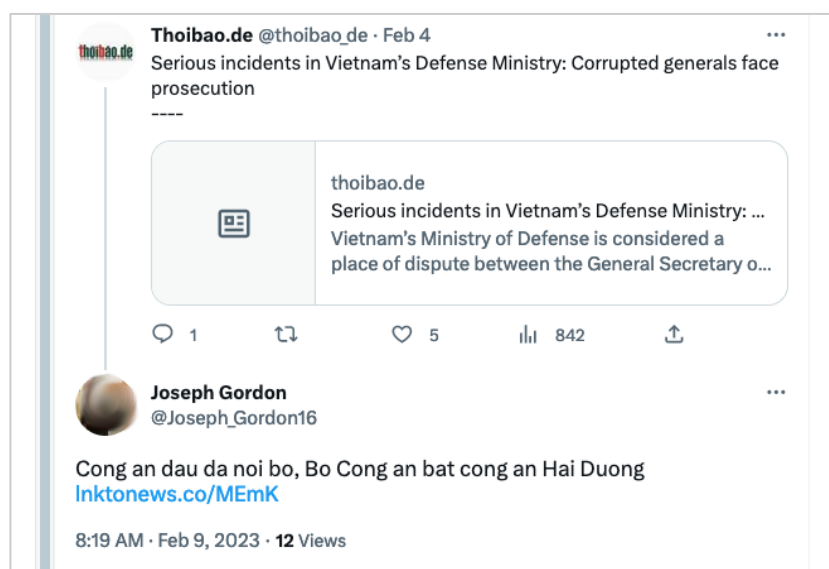 Thoibao.de @thoibao_de · Feb 4
thoibao.de
Serious incidents in Vietnam's Defense Ministry: Corrupted generals face
prosecution
----
thoibao.de
Serious incidents in Vietnam's Defense Ministry: ...
Vietnam's Ministry of Defense is considered a
place of dispute between the General Secretary o...
1
5
842
Joseph Gordon
@Joseph_Gordon16
Cong an dau da noi bo, Bo Cong an bat cong an Hai Duong
lnktonews.co/MEmK
8:19 AM · Feb 9, 2023 · 12 Views